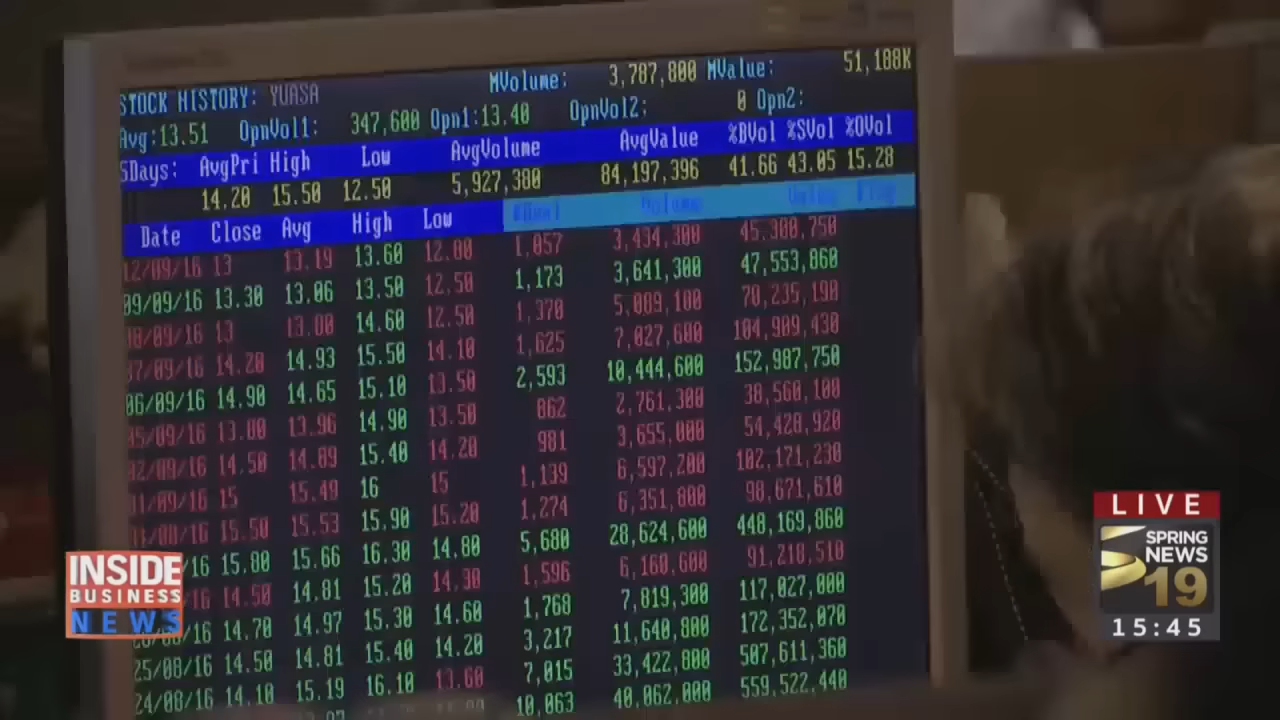 STOCK HISTORY: YUASA MVolume: 3,787,800 MValue: 51,188K
Avg:13.51 OpnVol1: 347,600 Opn1:13.40 OpnVol2: 0 Opn2:
5Days: AvgPri High Low AvgVolume AvgValue %BVol %SVol %OVol
14.20 15.50 12.50 5,927,380 84,197,396 41.66 43.05 15.28
Date Close Avg High Low #Deal Volume Value Flag
12/09/16 13 13.19 13.60 12.80 1,057 3,434,300 45,300,750
09/09/16 13.30 13.06 13.50 12.50 1,173 3,641,300 47,553,860
08/09/16 13 13.80 14.60 12.50 1,370 5,089,100 70,235,190
07/09/16 14.20 14.93 15.50 14.10 1,625 7,027,600 104,909,430
06/09/16 14.90 14.65 15.10 13.50 2,593 10,444,600 152,987,750
05/09/16 13.80 13.96 14.90 13.50 862 2,761,300 38,560,100
02/09/16 14.50 14.89 15.40 14.20 981 3,655,000 54,428,920
01/09/16 15 15.49 16 15 1,139 6,597,200 102,171,230
31/08/16 15.50 15.53 15.90 15.20 1,274 6,351,800 98,671,610
/16 15.80 15.66 16.30 14.80 5,680 28,624,600 448,169,860
16 14.50 14.81 15.20 14.30 1,596 6,160,600 91,218,510
/16 14.70 14.97 15.30 14.60 1,768 7,819,300 117,027,800
25/08/16 14.50 14.81 15.40 14.20 3,217 11,640,800 172,352,070
24/08/16 14.10 15.19 16.10 13.60 7,015 33,422,800 507,611,360
10,063 40,062,000 559,522,440
INSIDE
BUSINESS
NEWS
LIVE
SPRING
NEWS
19
15:45